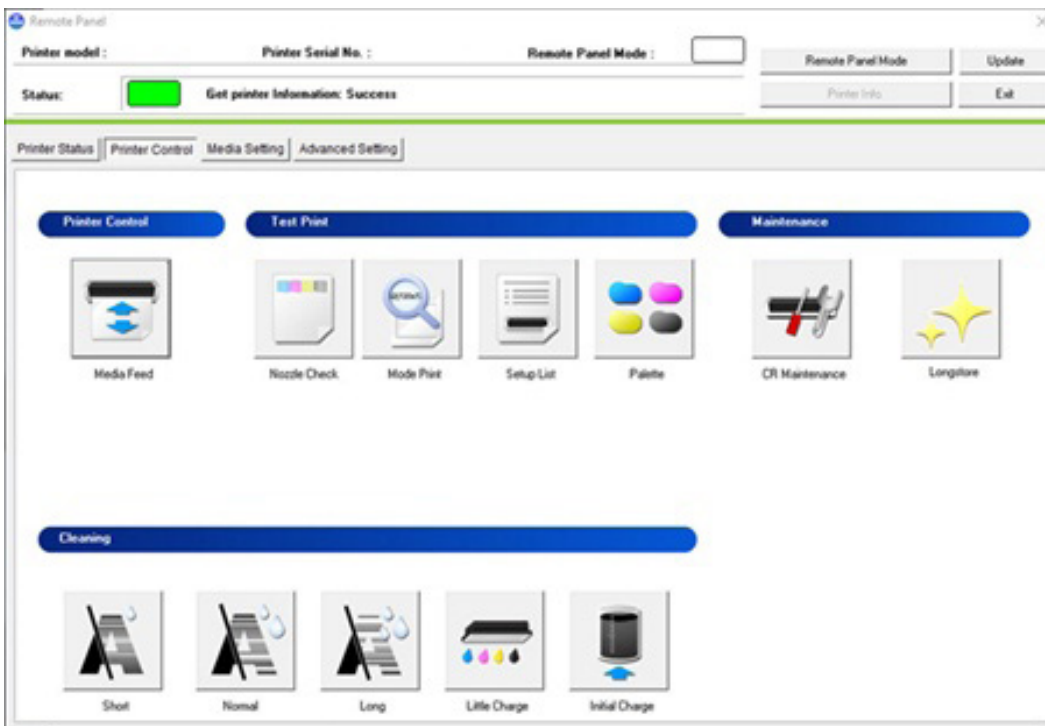 Remote Panel
Printer model : Printer Serial No. : Remote Panel Mode :
Remote Panel Mode Update
Status: Get printer Information: Success
Printer Info. Exit
Printer Status Printer Control Media Setting Advanced Setting
Printer Control Test Print Maintenance
Media Feed Nozzle Check Mode Print Setup List Palette CR Maintenance Longstore
Cleaning
Short Normal Long Little Charge Initial Charge